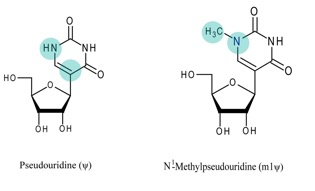 O
HN NH
O
HO
O
OH OH
Pseudouridine (ψ)
O
H₃C N NH
O
HO
O
OH OH
N¹-Methylpseudouridine (m1ψ)